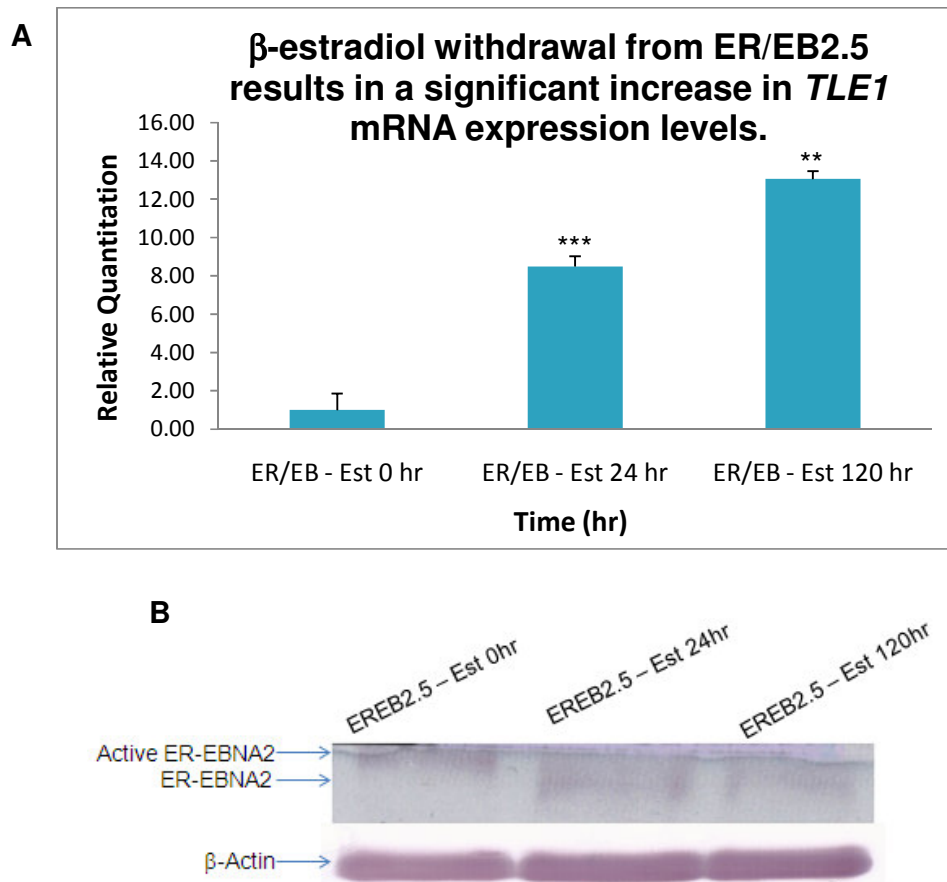 A
β-estradiol withdrawal from ER/EB2.5
results in a significant increase in TLE1
mRNA expression levels.
16.00
14.00
12.00
10.00
8.00
6.00
4.00
2.00
0.00
Relative Quantitation
***
**
ER/EB - Est 0 hr
ER/EB - Est 24 hr
ER/EB - Est 120 hr
Time (hr)
B
EREB2.5 – Est 0hr
EREB2.5 – Est 24hr
EREB2.5 – Est 120hr
Active ER-EBNA2
ER-EBNA2
β-Actin